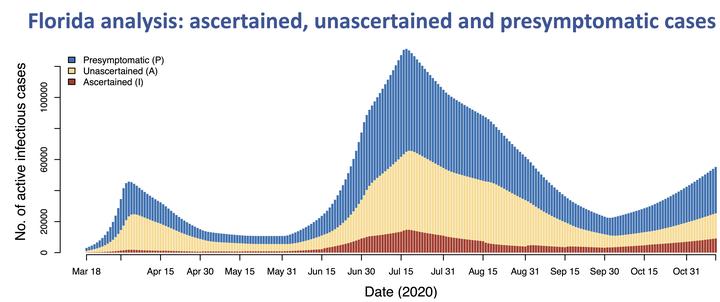 Florida analysis: ascertained, unascertained and presymptomatic cases
Presymptomatic (P)
Unascertained (A)
Ascertained (I)
No. of active infectious cases
100000
60000
20000
0
Mar 18 Apr 15 Apr 30 May 15 May 31 Jun 15 Jun 30 Jul 15 Jul 31 Aug 15 Aug 31 Sep 15 Sep 30 Oct 15 Oct 31
Date (2020)